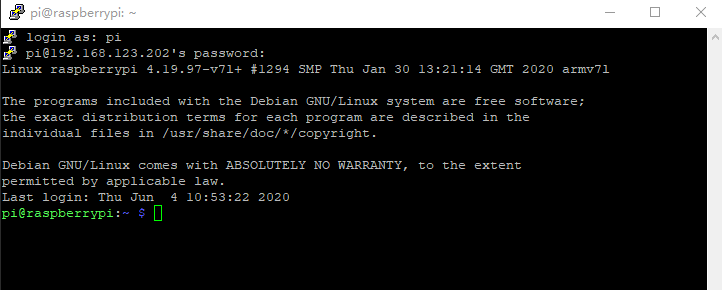 pi@raspberrypi: ~
login as: pi
pi@192.168.123.202's password:
Linux raspberrypi 4.19.97-v7l+ #1294 SMP Thu Jan 30 13:21:14 GMT 2020 armv7l
The programs included with the Debian GNU/Linux system are free software;
the exact distribution terms for each program are described in the
individual files in /usr/share/doc/*/copyright.
Debian GNU/Linux comes with ABSOLUTELY NO WARRANTY, to the extent
permitted by applicable law.
Last login: Thu Jun  4 10:53:22 2020
pi@raspberrypi:~ $